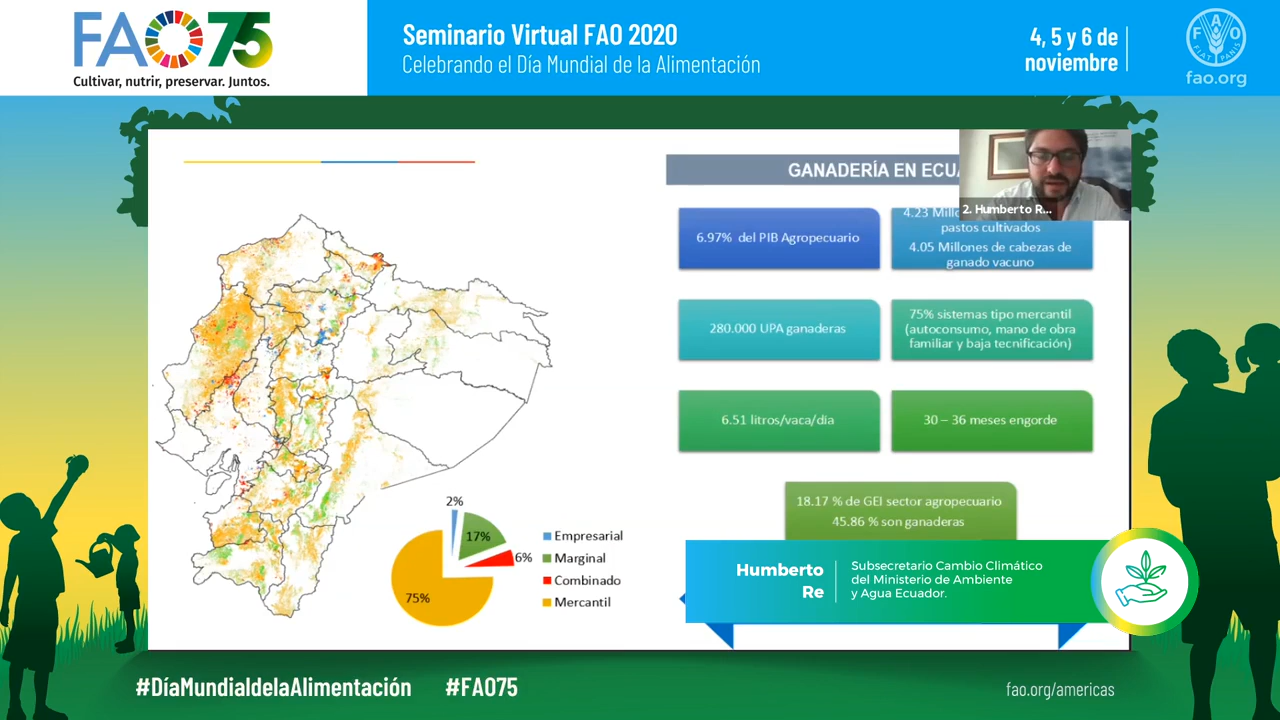 FAO75
Cultivar, nutrir, preservar. Juntos.
Seminario Virtual FAO 2020
Celebrando el Día Mundial de la Alimentación
4, 5 y 6 de
noviembre
FAO
FIAT PANIS
fao.org
GANADERÍA EN ECUA
2. Humberto R...
6.97% del PIB Agropecuario
4.23 Millo
pastos cultivados
4.05 Millones de cabezas de
ganado vacuno
280.000 UPA ganaderas
75% sistemas tipo mercantil
(autoconsumo, mano de obra
familiar y baja tecnificación)
6.51 litros/vaca/día
30 – 36 meses engorde
18.17 % de GEI sector agropecuario
45.86 % son ganaderas
2%
17%
6%
75%
Empresarial
Marginal
Combinado
Mercantil
Humberto
Re
Subsecretario Cambio Climático
del Ministerio de Ambiente
y Agua Ecuador.
#DíaMundialdelaAlimentación
#FAO75
fao.org/americas